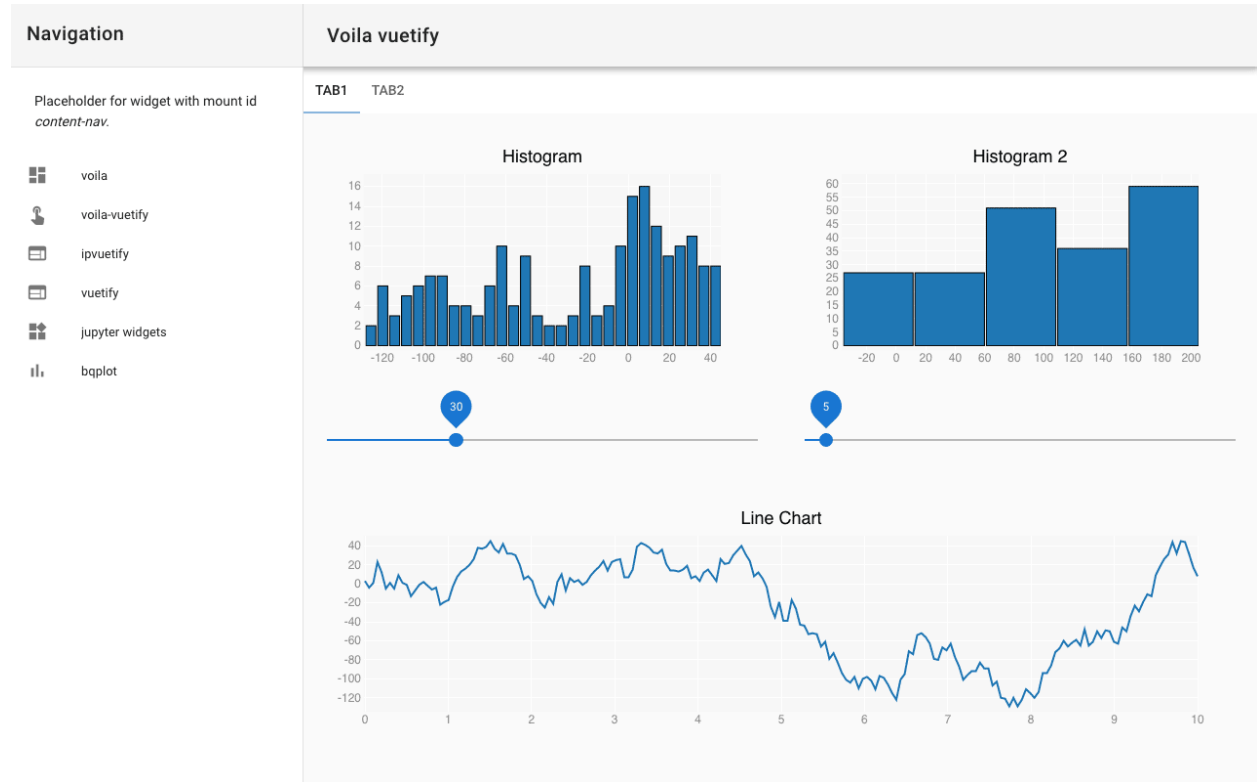 Navigation
Voila vuetify
Placeholder for widget with mount id
content-nav.
voila
voila-vuetify
ipvuetify
vuetify
jupyter widgets
bqplot
TAB1 TAB2
Histogram
16
14
12
10
8
6
4
2
0
-120 -100 -80 -60 -40 -20 0 20 40
30
Histogram 2
60
55
50
45
40
35
30
25
20
15
10
5
0
-20 0 20 40 60 80 100 120 140 160 180 200
5
Line Chart
40
20
0
-20
-40
-60
-80
-100
-120
0 1 2 3 4 5 6 7 8 9 10